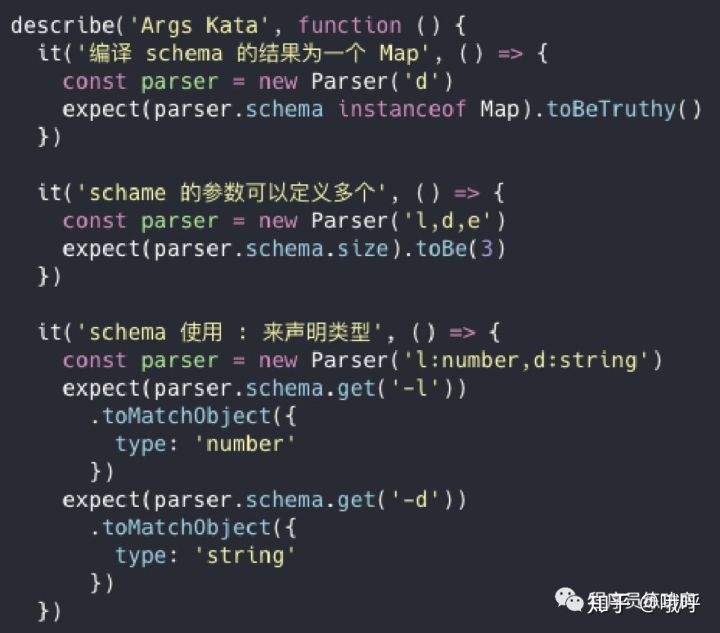 describe('Args Kata', function () {
  it('编译 schema 的结果为一个 Map', () => {
    const parser = new Parser('d')
    expect(parser.schema instanceof Map).toBeTruthy()
  })

  it('schame 的参数可以定义多个', () => {
    const parser = new Parser('l,d,e')
    expect(parser.schema.size).toBe(3)
  })

  it('schema 使用 : 来声明类型', () => {
    const parser = new Parser('l:number,d:string')
    expect(parser.schema.get('-l'))
      .toMatchObject({
        type: 'number'
      })
    expect(parser.schema.get('-d'))
      .toMatchObject({
        type: 'string'
      })
  })
知乎